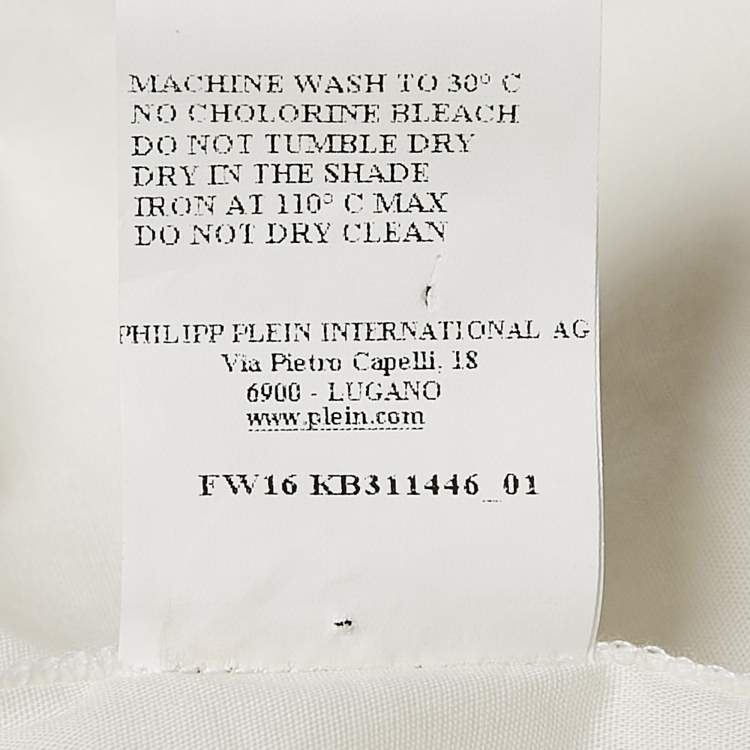 MACHINE WASH TO 30° C
NO CHOLORINE BLEACH
DO NOT TUMBLE DRY
DRY IN THE SHADE
IRON AT 110° C MAX
DO NOT DRY CLEAN
PHILIPP PLEIN INTERNATIONAL AG
Via Pietro Capelli, 18
6900 - LUGANO
www.plein.com
FW16 KB311446_01